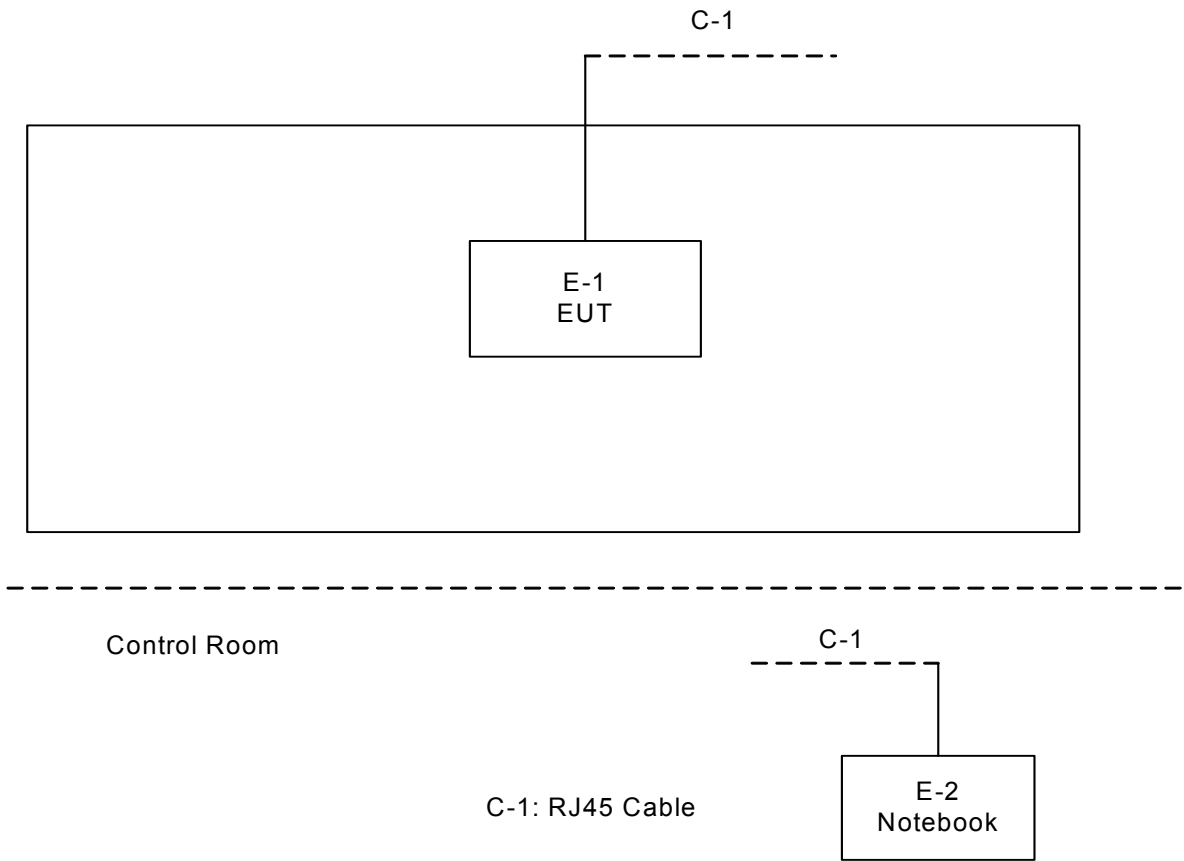 C-1
E-1
EUT
Control Room
C-1
E-2
Notebook
C-1: RJ45 Cable